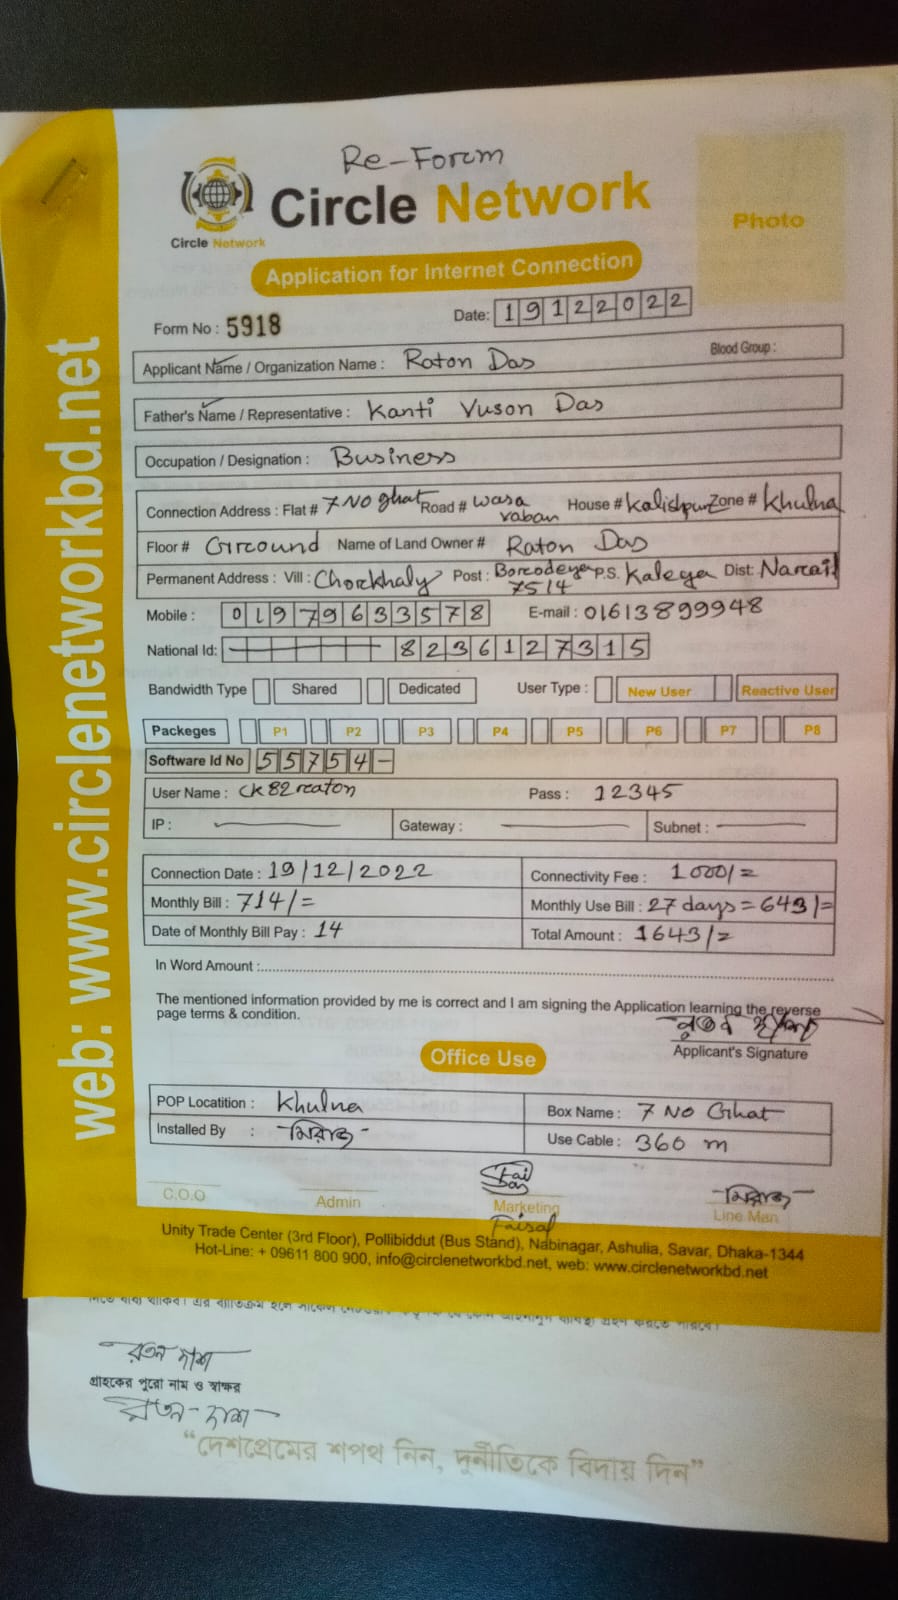 Re-Forcm
Circle Network
Circle Network
Photo
Application for Internet Connection
Form No : 5918
Date: 19122022
Blood Group :
Applicant Name / Organization Name : Raton Das
Father's Name / Representative : Kanti Vuson Das
Occupation / Designation : Business
Connection Address : Flat # 7 NO ghat Road # wasa vaban House # Kalishpur Zone # Khulna
Floor # Grcound Name of Land Owner # Raton Das
Permanent Address : Vill : Chorkhaly Post : Borcodeya 7514 P.S. Kalega Dist: Narcail
Mobile : 01979633578 E-mail : 01613899948
National Id: 8236127315
Bandwidth Type Shared Dedicated User Type : New User Reactive User
Packeges P1 P2 P3 P4 P5 P6 P7 P8
Software Id No 55754-
User Name : ck82rcaton Pass : 12345
IP : Gateway : Subnet :
Connection Date : 19/12/2022 Connectivity Fee : 1000/=
Monthly Bill : 714/= Monthly Use Bill : 27 days = 643/=
Date of Monthly Bill Pay : 14 Total Amount : 1643/=
In Word Amount :
The mentioned information provided by me is correct and I am signing the Application learning the reverse
page terms & condition.
Applicant's Signature
Office Use
POP Locatition : Khulna Box Name : 7 NO Ghat
Installed By : মিরাজ Use Cable : 360 m
C.O.O Admin Marketing Line Man
Faisal
Unity Trade Center (3rd Floor), Pollibiddut (Bus Stand), Nabinagar, Ashulia, Savar, Dhaka-1344
Hot-Line: + 09611 800 900, info@circlenetworkbd.net, web: www.circlenetworkbd.net
web: www.circlenetworkbd.net
রতন দাশ
গ্রাহকের পুরো নাম ও স্বাক্ষর
রতন-দাশ
“দেশপ্রেমের শপথ নিন, দুর্নীতিকে বিদায় দিন”